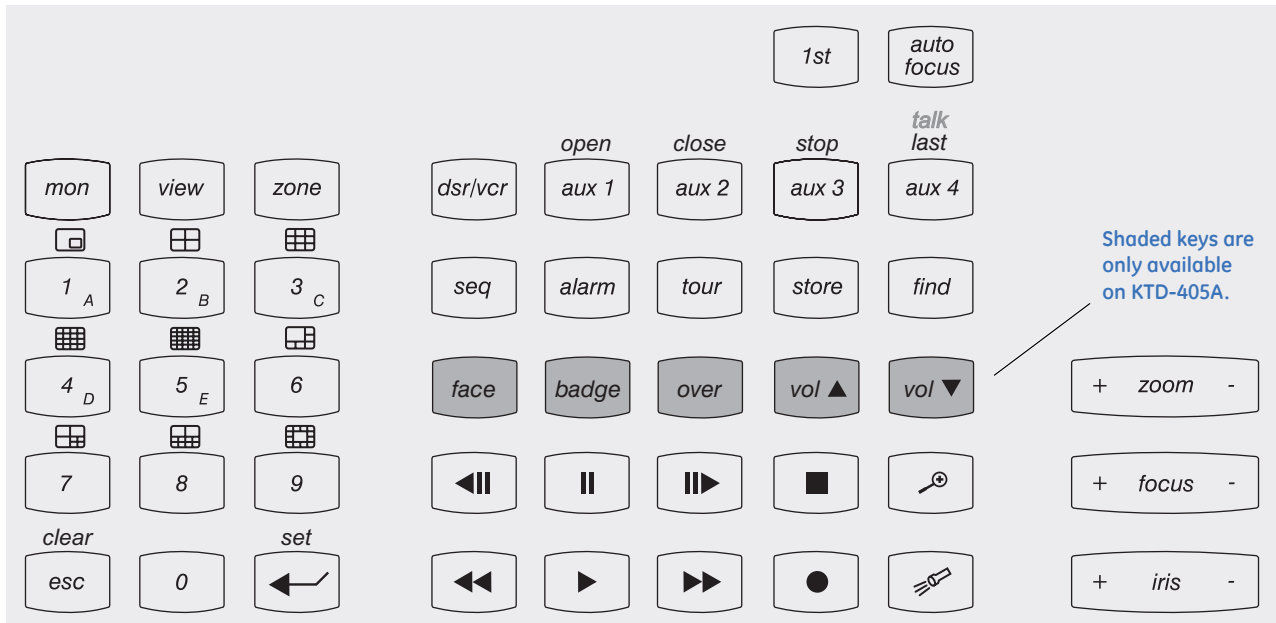 1st
auto
focus
talk
open close stop last
mon view zone dsr/vcr aux 1 aux 2 aux 3 aux 4
Shaded keys are
only available
on KTD-405A.
1 A 2 B 3 C seq alarm tour store find
4 D 5 E 6 face badge over vol ▲ vol ▼ + zoom -
7 8 9 + focus -
clear set
esc 0 + iris -